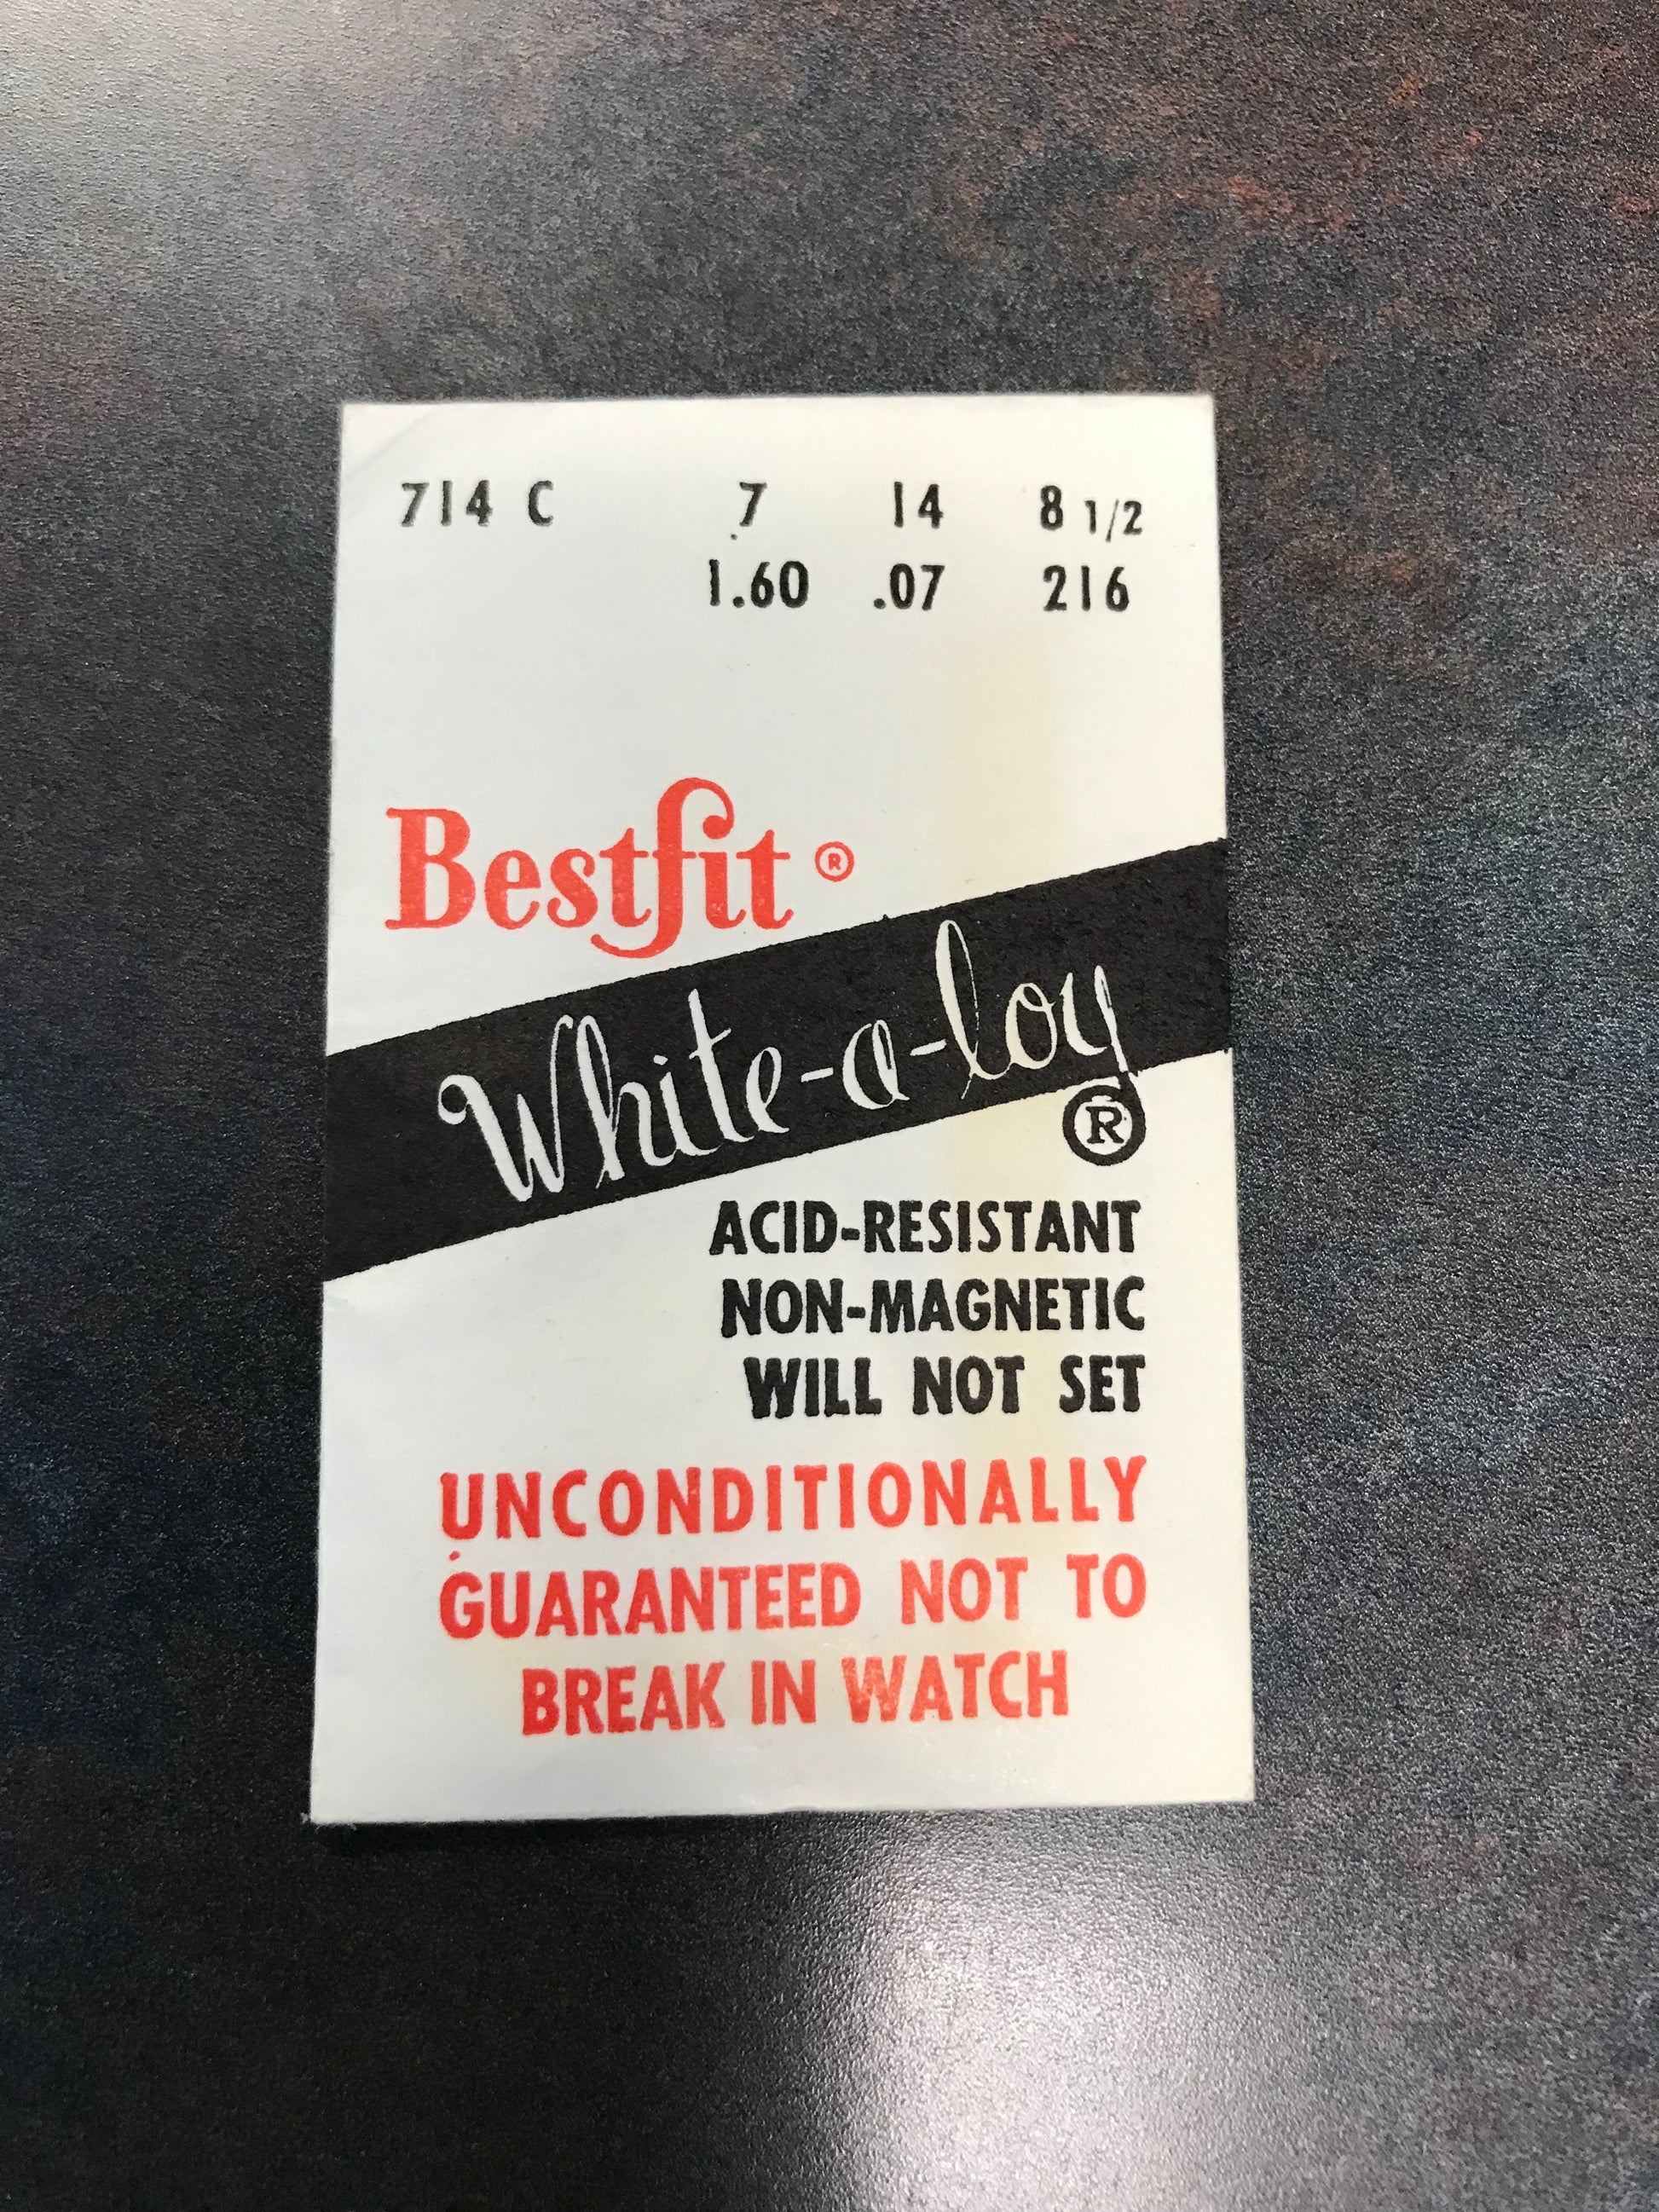 714 C 7 14 8 1/2
1.60 .07 216
Bestfit ®
White-a-loy
®
ACID-RESISTANT
NON-MAGNETIC
WILL NOT SET
UNCONDITIONALLY
GUARANTEED NOT TO
BREAK IN WATCH